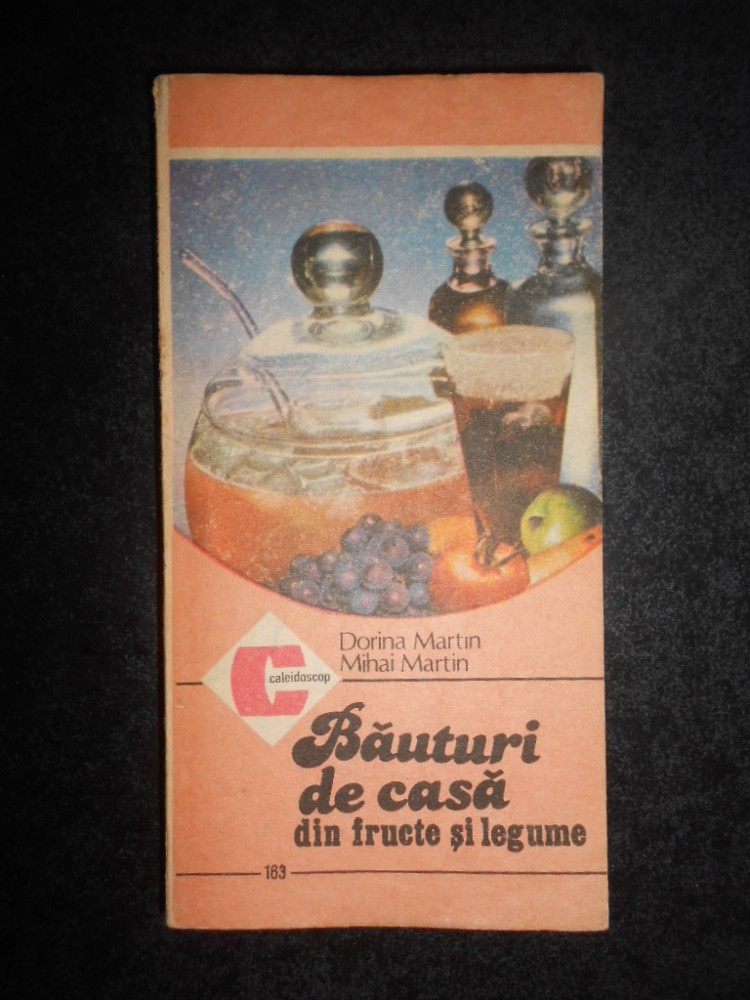 Dorina Martin
Mihai Martin
caleidoscop
Băuturi
de casă
din fructe și legume
163